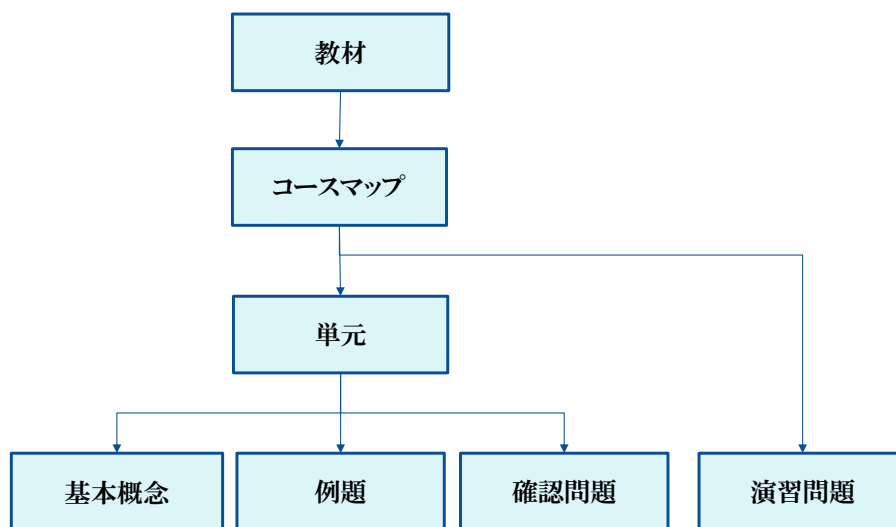 教材
コースマップ
単元
基本概念
例題
確認問題
演習問題